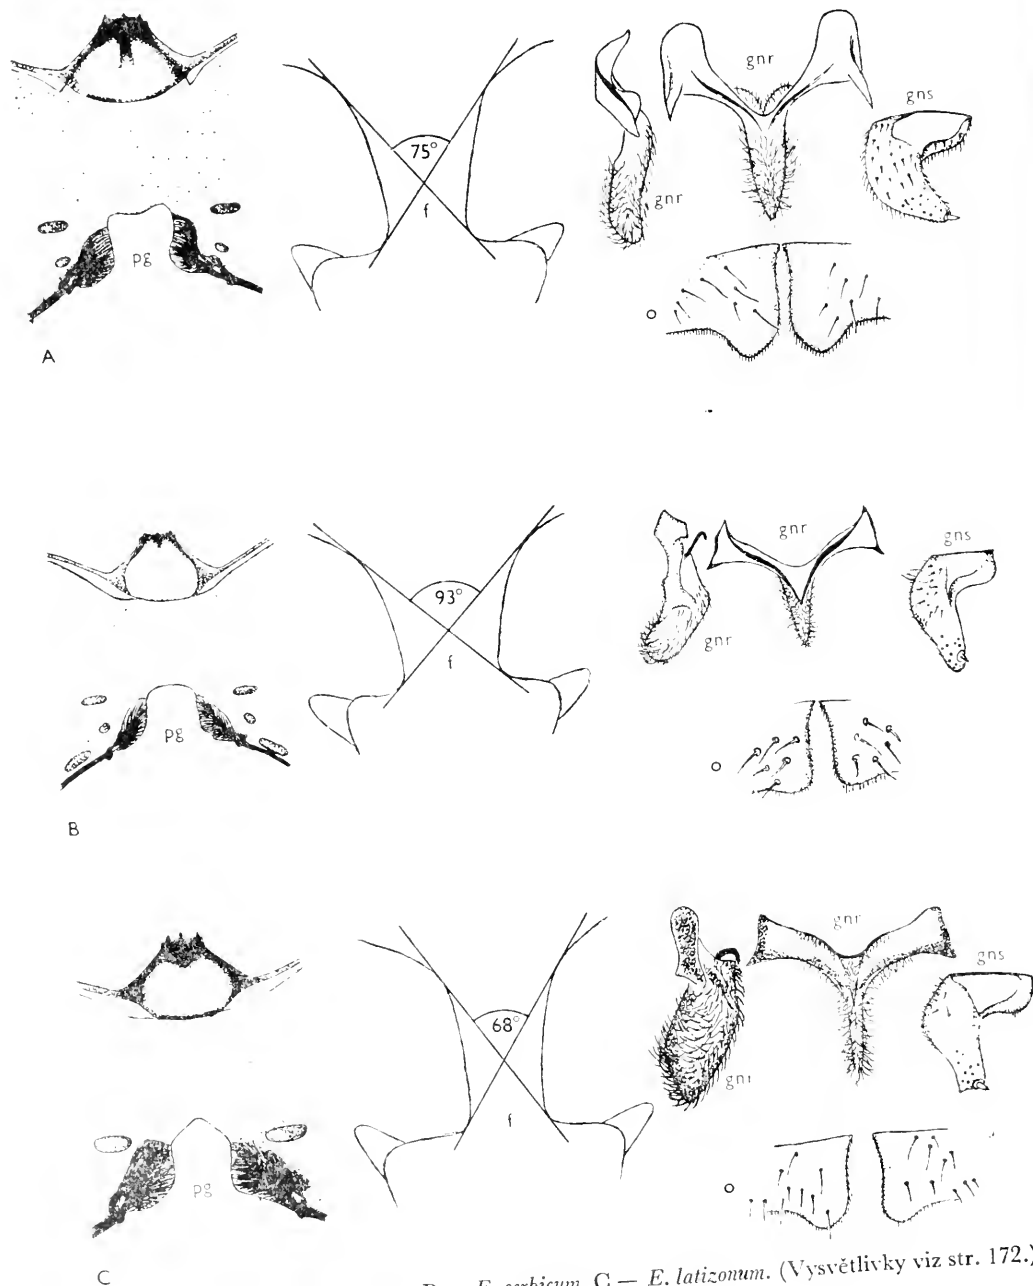 gnr
gns
75°
gnr
f
pg
A
gnr
gns
93°
gnr
f
pg
B
gnr
gns
68°
gnr
f
pg
C
E. serbicum, C — E. latizonum. (Vysvětlivky viz str. 172.)